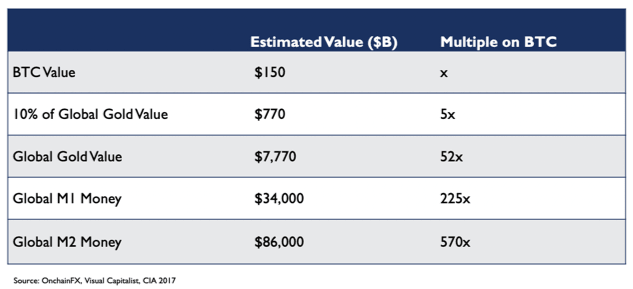 Estimated Value ($B) Multiple on BTC
BTC Value $150 x
10% of Global Gold Value $770 5x
Global Gold Value $7,770 52x
Global M1 Money $34,000 225x
Global M2 Money $86,000 570x
Source: OnchainFX, Visual Capitalist, CIA 2017